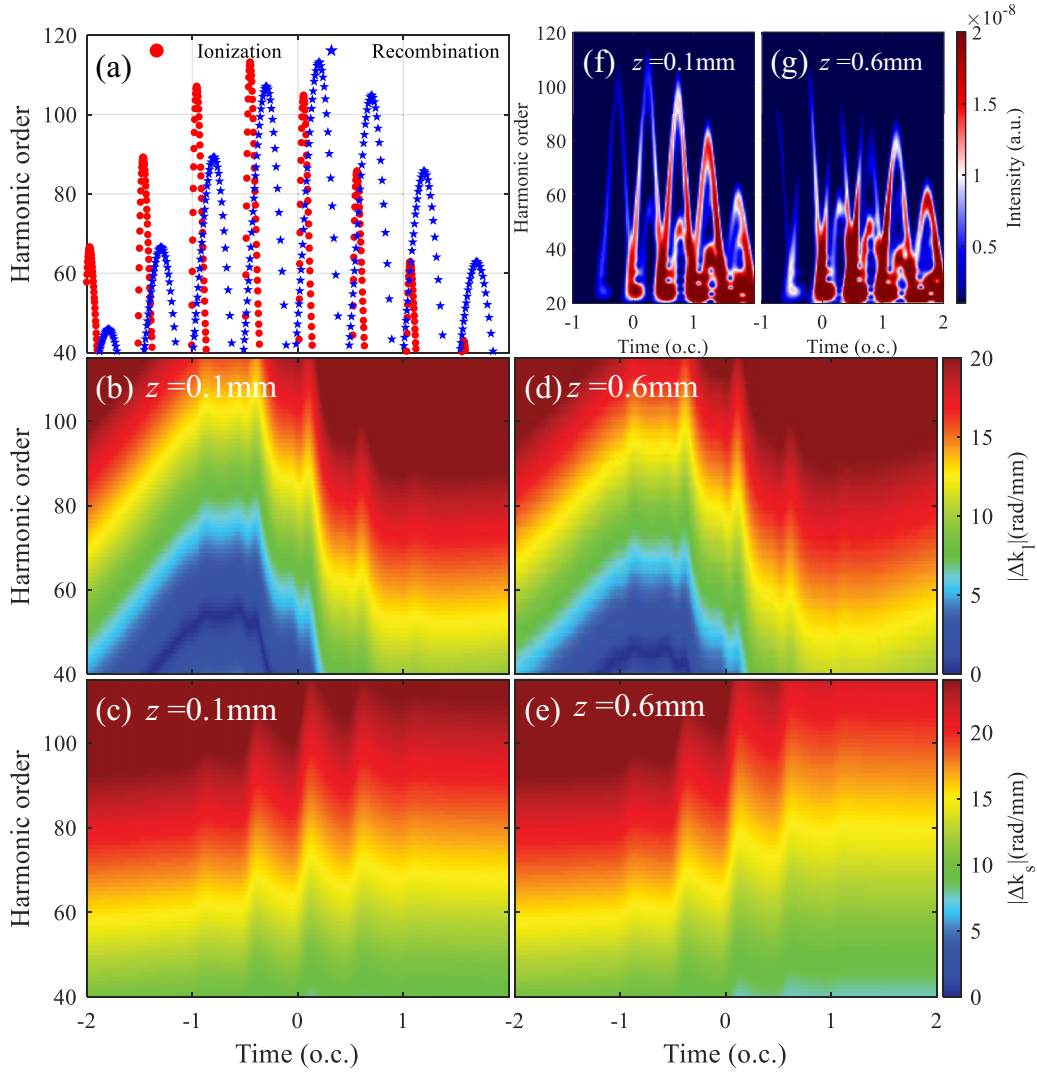 (a)
Ionization
Recombination
Harmonic order
120
100
80
60
40
(f)
z =0.1mm
(g)
z =0.6mm
Harmonic order
120
100
80
60
40
20
-1
0
1
-1
0
1
2
Time (o.c.)
Time (o.c.)
×10⁻⁸
2
1.5
1
0.5
Intensity (a.u.)
(b)
z =0.1mm
Harmonic order
100
80
60
40
(d)
z =0.6mm
20
15
10
5
0
|Δk_l|(rad/mm)
(c)
z =0.1mm
Harmonic order
100
80
60
40
-2
-1
0
1
Time (o.c.)
(e)
z =0.6mm
-2
-1
0
1
2
Time (o.c.)
20
15
10
5
0
|Δk_s|(rad/mm)